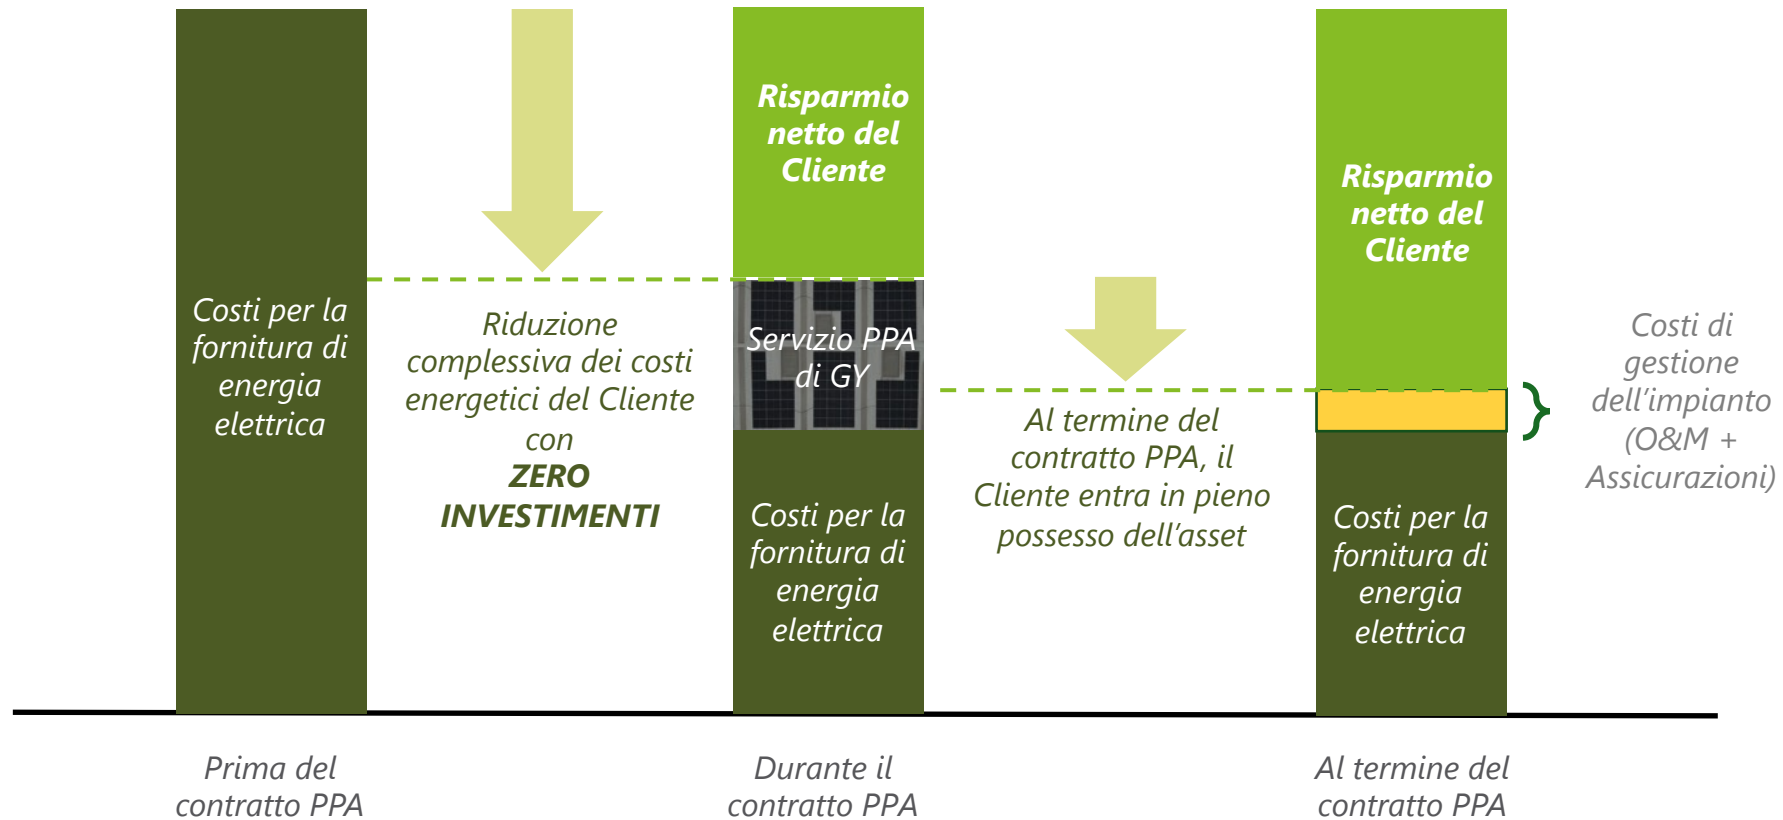 Costi per la
fornitura di
energia
elettrica
Riduzione
complessiva dei costi
energetici del Cliente
con
ZERO
INVESTIMENTI
Risparmio
netto del
Cliente
Servizio PPA
di GY
Costi per la
fornitura di
energia
elettrica
Al termine del
contratto PPA, il
Cliente entra in pieno
possesso dell’asset
Risparmio
netto del
Cliente
Costi per la
fornitura di
energia
elettrica
Costi di
gestione
dell’impianto
(O&M +
Assicurazioni)
Prima del
contratto PPA
Durante il
contratto PPA
Al termine del
contratto PPA